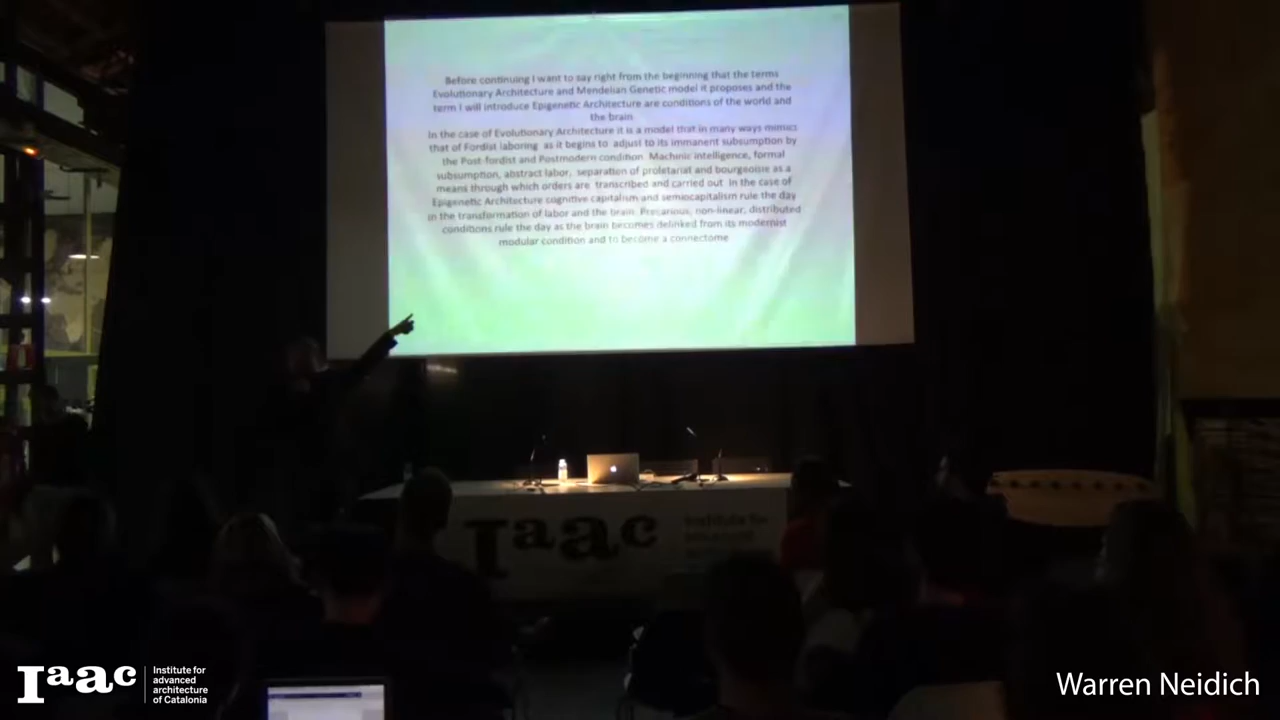 Before continuing I want to say right from the beginning that the terms
Evolutionary Architecture and Mendelian Genetic model it proposes and the
term I will introduce Epigenetic Architecture are conditions of the world and
the brain
In the case of Evolutionary Architecture it is a model that in many ways mimics
that of Fordist laboring as it begins to adjust to its immanent subsumption by
the Post-fordist and Postmodern condition. Machinic intelligence, formal
subsumption, abstract labor, separation of proletariat and bourgeoisie as a
means through which orders are transcribed and carried out. In the case of
Epigenetic Architecture cognitive capitalism and semiocapitalism rule the day
in the transformation of labor and the brain. Precarious, non-linear, distributed
conditions rule the day as the brain becomes delinked from its modernist
modular condition and to become a connectome
Iaac
Institute for
Iaac
Institute for
advanced
architecture
of Catalonia
Warren Neidich